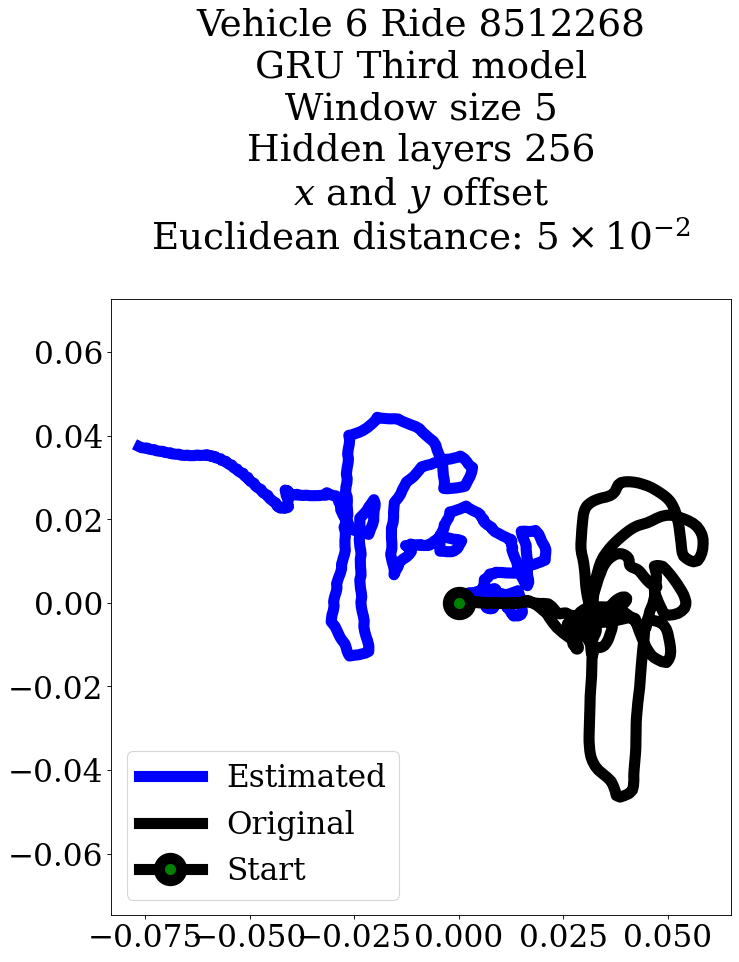 Vehicle 6 Ride 8512268
GRU Third model
Window size 5
Hidden layers 256
x and y offset
Euclidean distance: 5 × 10⁻²
0.06
0.04
0.02
0.00
−0.02
−0.04
−0.06
Estimated
Original
Start
−0.075 −0.050 −0.025 0.000 0.025 0.050